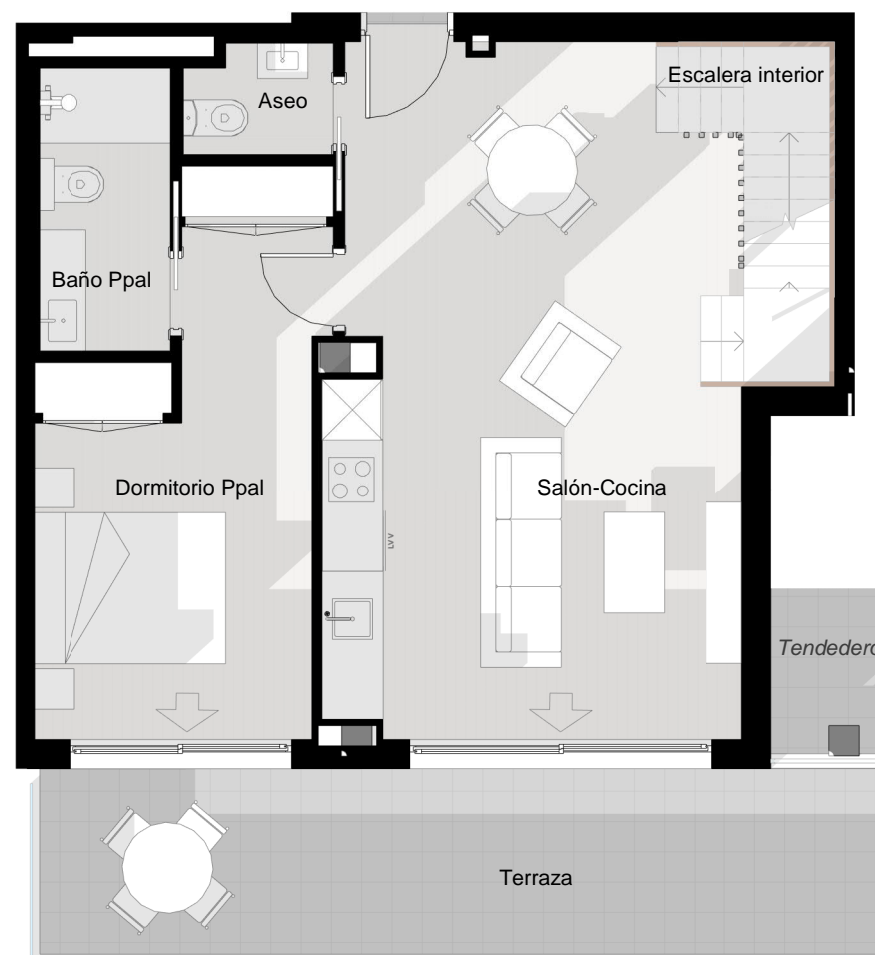 Escalera interior
Aseo
Baño Ppal
Dormitorio Ppal
Salón-Cocina
LVV
Tendedero
Terraza